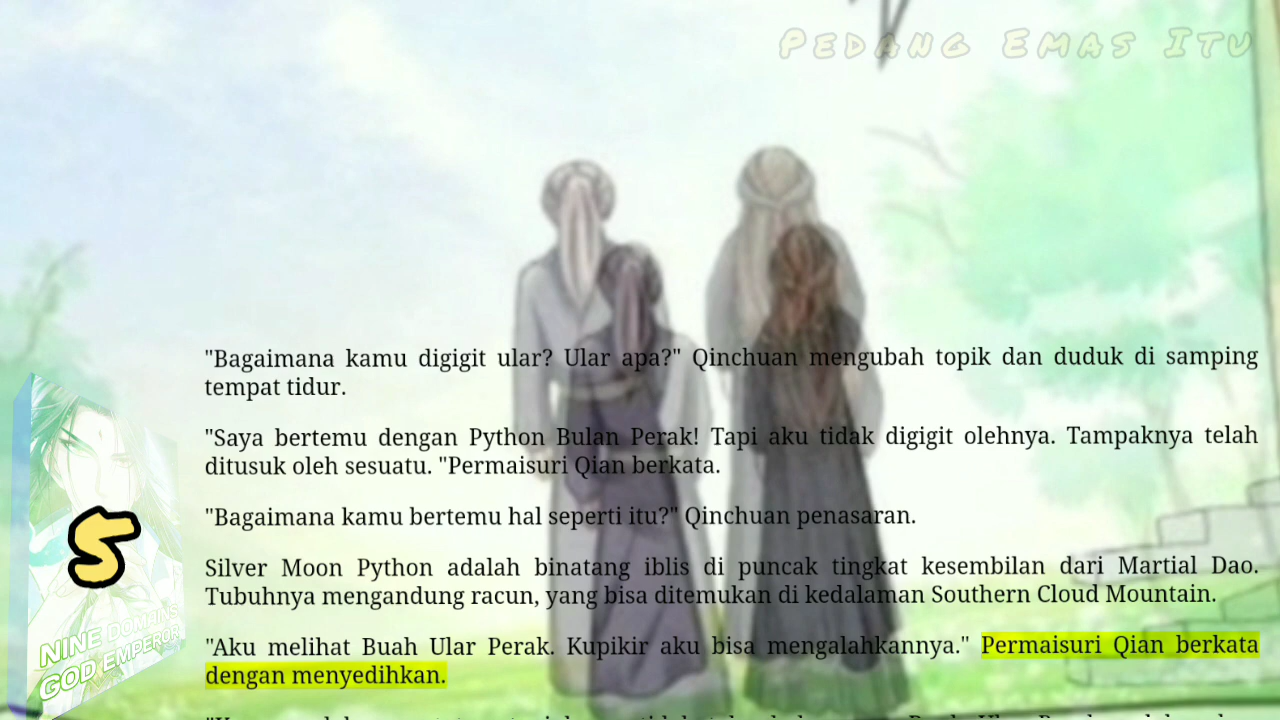 Pedang Emas Itu
"Bagaimana kamu digigit ular? Ular apa?" Qinchuan mengubah topik dan duduk di samping
tempat tidur.
"Saya bertemu dengan Python Bulan Perak! Tapi aku tidak digigit olehnya. Tampaknya telah
ditusuk oleh sesuatu. "Permaisuri Qian berkata.
"Bagaimana kamu bertemu hal seperti itu?" Qinchuan penasaran.
Silver Moon Python adalah binatang iblis di puncak tingkat kesembilan dari Martial Dao.
Tubuhnya mengandung racun, yang bisa ditemukan di kedalaman Southern Cloud Mountain.
"Aku melihat Buah Ular Perak. Kupikir aku bisa mengalahkannya." Permaisuri Qian berkata
dengan menyedihkan.
5
NINE DOMAINS
GOD EMPEROR